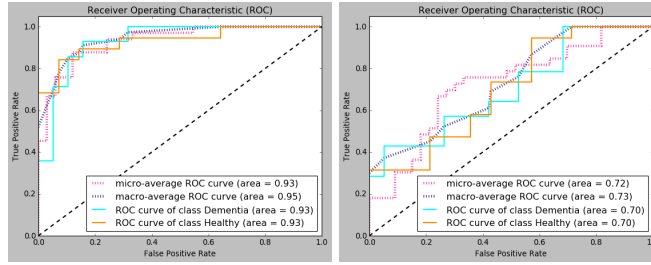 Receiver Operating Characteristic (ROC)
1.0
0.8
0.6
0.4
0.2
0.0
True Positive Rate
micro-average ROC curve (area = 0.93)
macro-average ROC curve (area = 0.95)
ROC curve of class Dementia (area = 0.93)
ROC curve of class Healthy (area = 0.93)
0.0 0.2 0.4 0.6 0.8 1.0
False Positive Rate
Receiver Operating Characteristic (ROC)
1.0
0.8
0.6
0.4
0.2
0.0
True Positive Rate
micro-average ROC curve (area = 0.72)
macro-average ROC curve (area = 0.73)
ROC curve of class Dementia (area = 0.70)
ROC curve of class Healthy (area = 0.70)
0.0 0.2 0.4 0.6 0.8 1.0
False Positive Rate